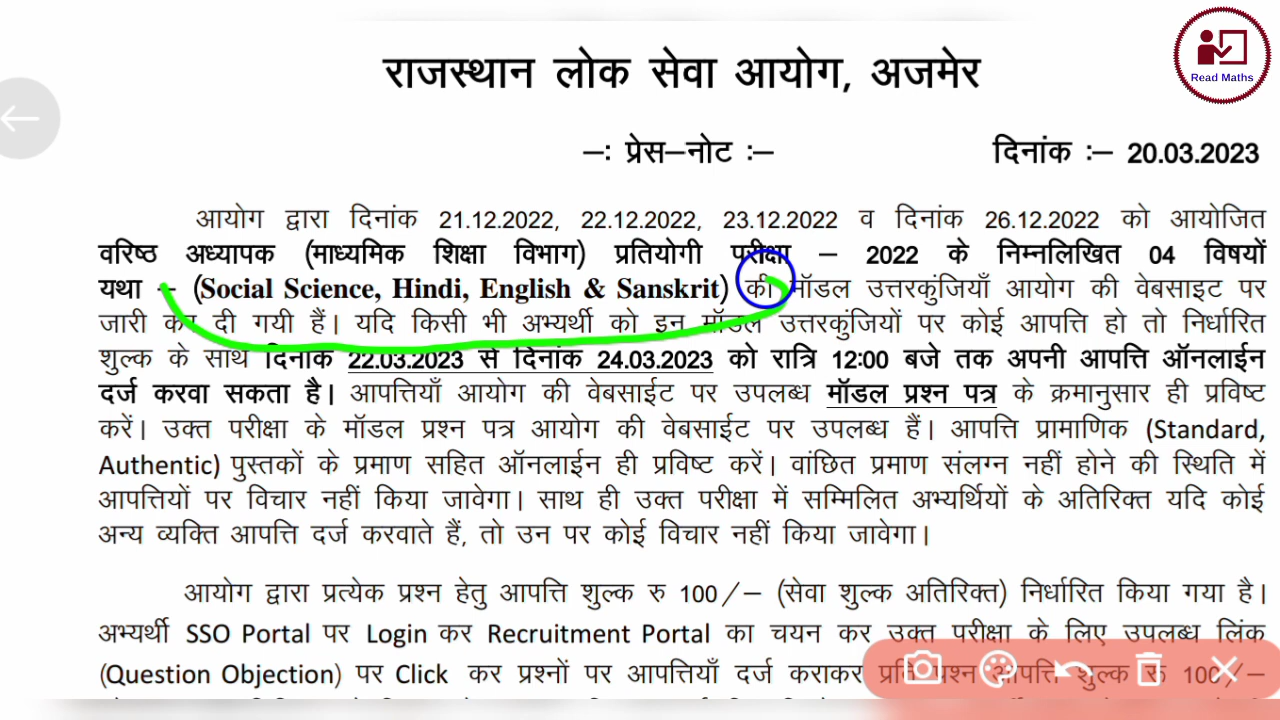 Read Maths
राजस्थान लोक सेवा आयोग, अजमेर
–: प्रेस–नोट :–
दिनांक :– 20.03.2023
आयोग द्वारा दिनांक 21.12.2022, 22.12.2022, 23.12.2022 व दिनांक 26.12.2022 को आयोजित
वरिष्ठ अध्यापक (माध्यमिक शिक्षा विभाग) प्रतियोगी परीक्षा – 2022 के निम्नलिखित 04 विषयों
यथा – (Social Science, Hindi, English & Sanskrit) की मॉडल उत्तरकुंजियाँ आयोग की वेबसाइट पर
जारी कर दी गयी हैं। यदि किसी भी अभ्यर्थी को इन मॉडल उत्तरकुंजियों पर कोई आपत्ति हो तो निर्धारित
शुल्क के साथ दिनांक 22.03.2023 से दिनांक 24.03.2023 को रात्रि 12:00 बजे तक अपनी आपत्ति ऑनलाईन
दर्ज करवा सकता है। आपत्तियाँ आयोग की वेबसाईट पर उपलब्ध मॉडल प्रश्न पत्र के क्रमानुसार ही प्रविष्ट
करें। उक्त परीक्षा के मॉडल प्रश्न पत्र आयोग की वेबसाईट पर उपलब्ध हैं। आपत्ति प्रामाणिक (Standard,
Authentic) पुस्तकों के प्रमाण सहित ऑनलाईन ही प्रविष्ट करें। वांछित प्रमाण संलग्न नहीं होने की स्थिति में
आपत्तियों पर विचार नहीं किया जावेगा। साथ ही उक्त परीक्षा में सम्मिलित अभ्यर्थियों के अतिरिक्त यदि कोई
अन्य व्यक्ति आपत्ति दर्ज करवाते हैं, तो उन पर कोई विचार नहीं किया जावेगा।
आयोग द्वारा प्रत्येक प्रश्न हेतु आपत्ति शुल्क रु 100/– (सेवा शुल्क अतिरिक्त) निर्धारित किया गया है।
अभ्यर्थी SSO Portal पर Login कर Recruitment Portal का चयन कर उक्त परीक्षा के लिए उपलब्ध लिंक
(Question Objection) पर Click कर प्रश्नों पर आपत्तियाँ दर्ज कराकर प्रति प्रश्न आपत्ति शुल्क रु 100/–